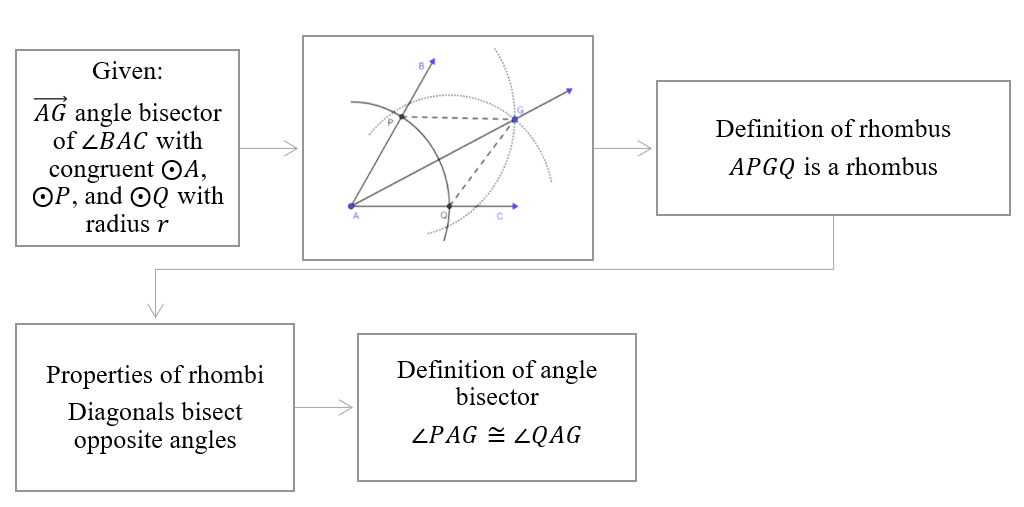 Given:
$\overrightarrow{AG}$ angle bisector
of ∠BAC with
congruent ⨀A,
⨀P, and ⨀Q with
radius r
B
P
G
A
Q
C
Definition of rhombus
APGQ is a rhombus
Properties of rhombi
Diagonals bisect
opposite angles
Definition of angle
bisector
∠PAG ≅ ∠QAG